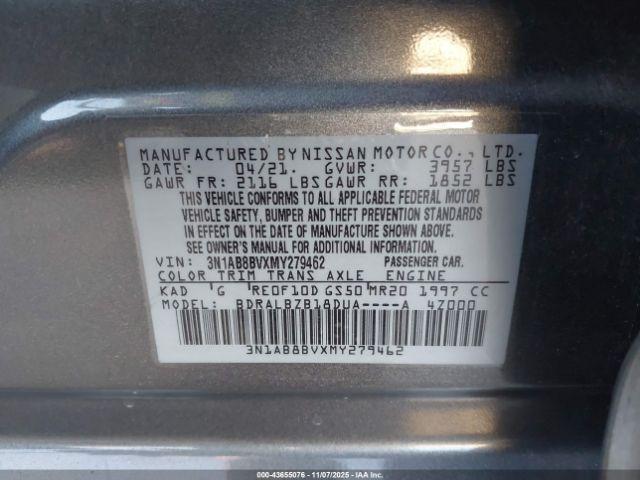 MANUFACTURED BY NISSAN MOTOR CO., LTD.
DATE: 04/21. GVWR: 3957 LBS
GAWR FR: 2116 LBS GAWR RR: 1852 LBS
THIS VEHICLE CONFORMS TO ALL APPLICABLE FEDERAL MOTOR
VEHICLE SAFETY, BUMPER AND THEFT PREVENTION STANDARDS
IN EFFECT ON THE DATE OF MANUFACTURE SHOWN ABOVE.
SEE OWNER'S MANUAL FOR ADDITIONAL INFORMATION.
VIN: 3N1AB8BVXMY279462 PASSENGER CAR.
COLOR TRIM TRANS AXLE ENGINE
KAD G RE0F10D GS50 MR20 1997 CC
MODEL: BDRALBZB18DUA----A 4Z000
3N1AB8BVXMY279462
000-43655076 - 11/07/2025 - IAA Inc.